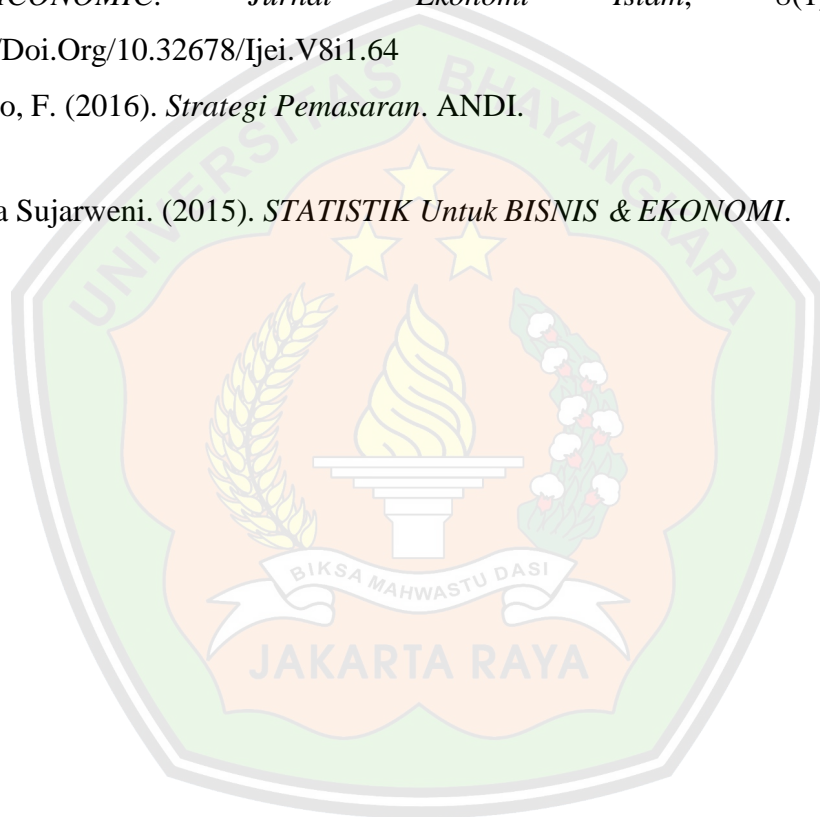 Jurnal Ekonomi Islam, 8(1)
/Doi.Org/10.32678/Ijei.V8i1.64
o, F. (2016). Strategi Pemasaran. ANDI.
a Sujarweni. (2015). STATISTIK Untuk BISNIS & EKONOMI.
UNIVERSITAS BHAYANGKARA
BIKSA MAHWASTU DASI
JAKARTA RAYA